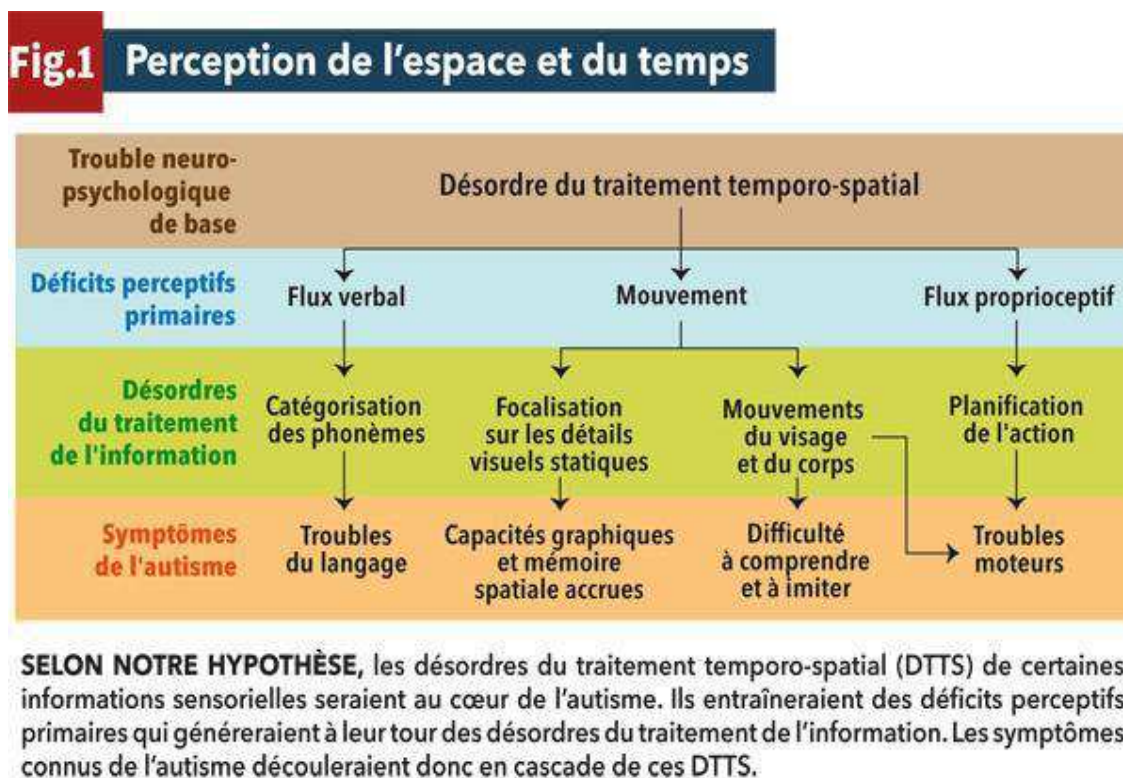 Fig.1 Perception de l'espace et du temps
Trouble neuro-
psychologique
de base
Désordre du traitement temporo-spatial
Déficits perceptifs
primaires
Flux verbal
Mouvement
Flux proprioceptif
Désordres
du traitement
de l'information
Catégorisation
des phonèmes
Focalisation
sur les détails
visuels statiques
Mouvements
du visage
et du corps
Planification
de l'action
Symptômes
de l'autisme
Troubles
du langage
Capacités graphiques
et mémoire
spatiale accrues
Difficulté
à comprendre
et à imiter
Troubles
moteurs
SELON NOTRE HYPOTHÈSE, les désordres du traitement temporo-spatial (DTTS) de certaines
informations sensorielles seraient au cœur de l'autisme. Ils entraîneraient des déficits perceptifs
primaires qui généreraient à leur tour des désordres du traitement de l'information. Les symptômes
connus de l'autisme découleraient donc en cascade de ces DTTS.